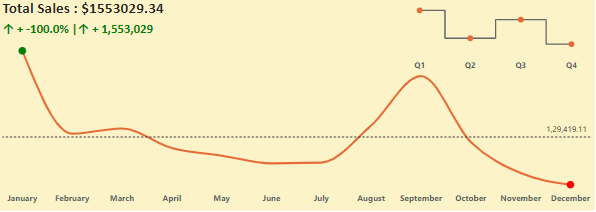 Total Sales : $1553029.34
↑ + -100.0% | ↑ + 1,553,029
Q1 Q2 Q3 Q4
1,29,419.11
January February March April May June July August September October November December